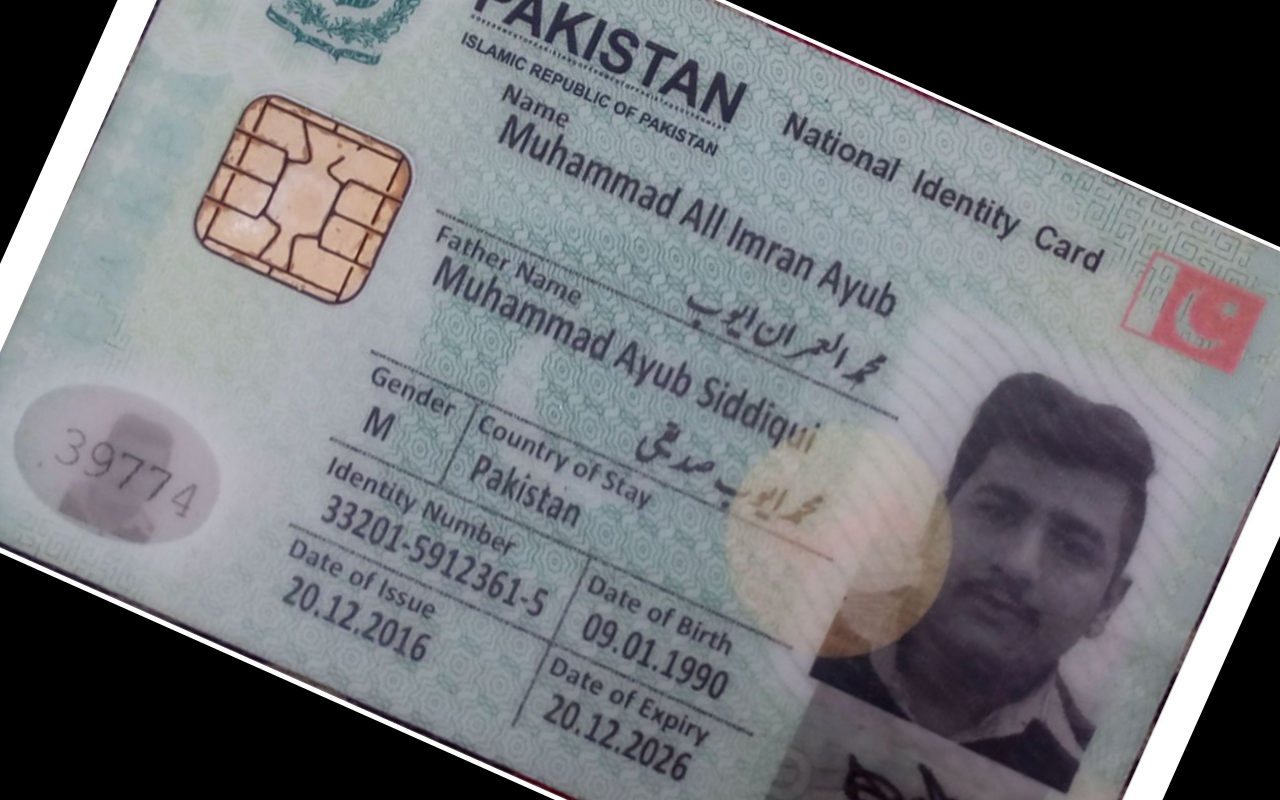 PAKISTAN
ISLAMIC REPUBLIC OF PAKISTAN
National Identity Card
Name
Muhammad All Imran Ayub
محمد العمران ایوب
Father Name
Muhammad Ayub Siddiqui
محمد ایوب صدیقی
Gender
M
Country of Stay
Pakistan
Identity Number
33201-5912361-5
Date of Birth
09.01.1990
Date of Issue
20.12.2016
Date of Expiry
20.12.2026
39774